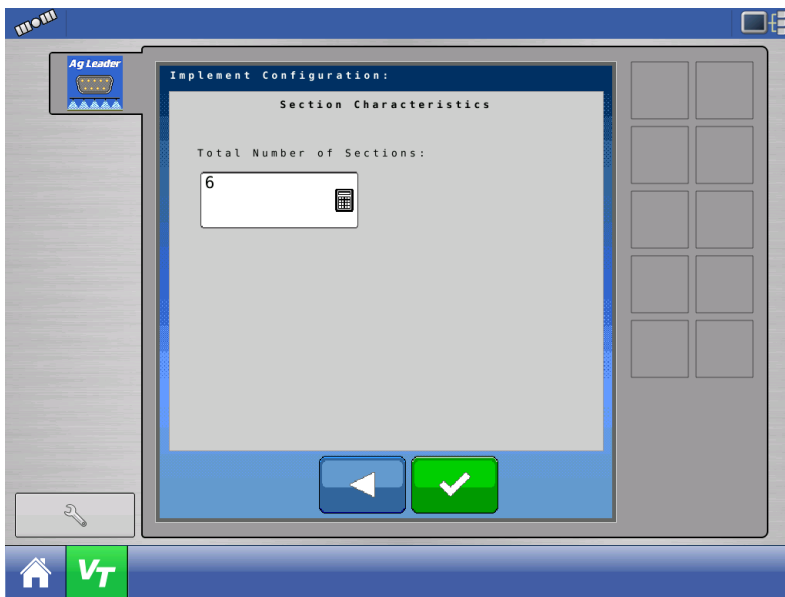 Ag Leader
Implement Configuration:
Section Characteristics
Total Number of Sections:
6
VT